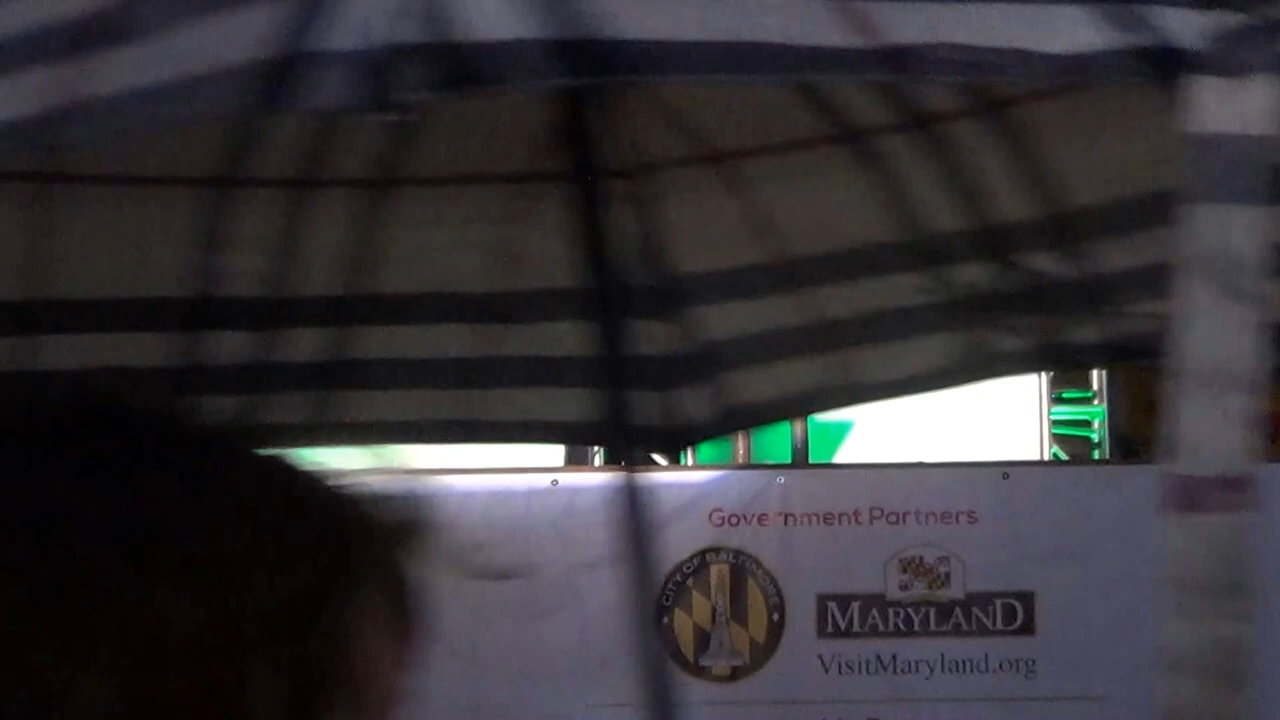 Government Partners
CITY OF BALTIMORE
MARYLAND
VisitMaryland.org